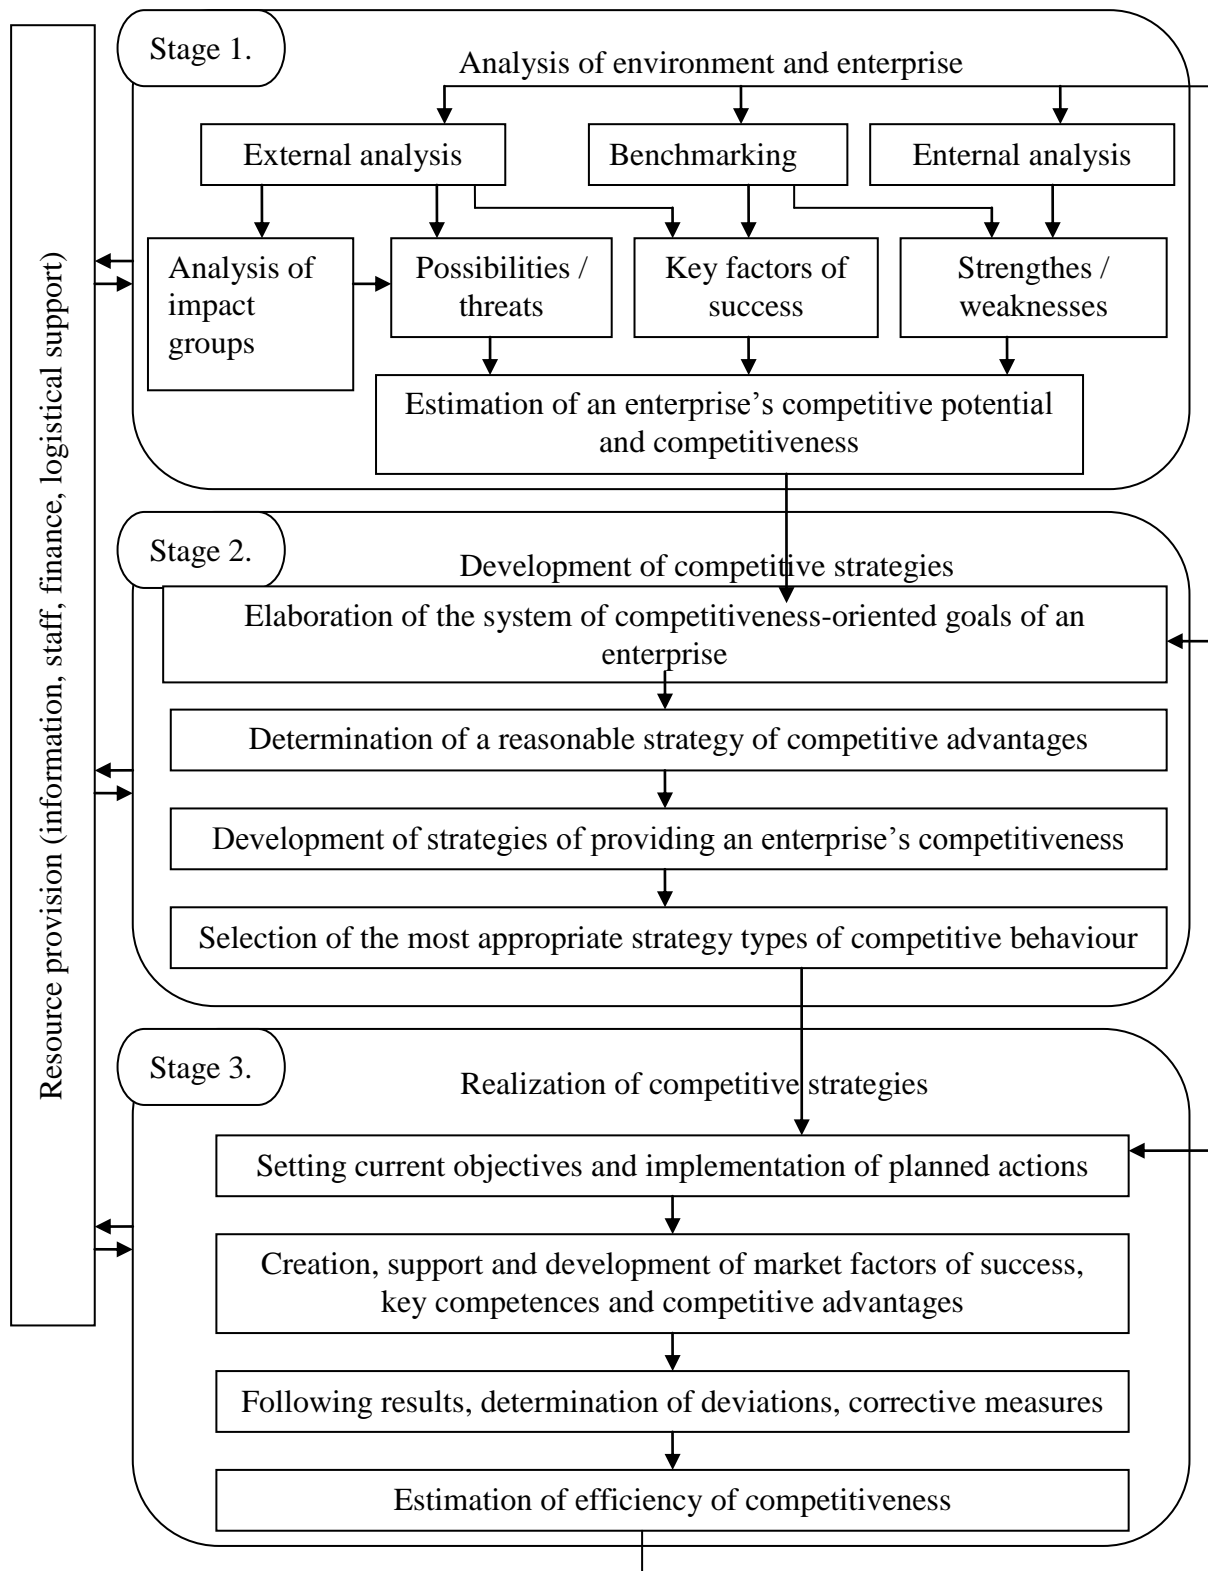 Resource provision (information, staff, finance, logistical support)
Stage 1.
Analysis of environment and enterprise
External analysis
Benchmarking
Enternal analysis
Analysis of
impact
groups
Possibilities /
threats
Key factors of
success
Strengthes /
weaknesses
Estimation of an enterprise’s competitive potential
and competitiveness
Stage 2.
Development of competitive strategies
Elaboration of the system of competitiveness-oriented goals of an
enterprise
Determination of a reasonable strategy of competitive advantages
Development of strategies of providing an enterprise’s competitiveness
Selection of the most appropriate strategy types of competitive behaviour
Stage 3.
Realization of competitive strategies
Setting current objectives and implementation of planned actions
Creation, support and development of market factors of success,
key competences and competitive advantages
Following results, determination of deviations, corrective measures
Estimation of efficiency of competitiveness